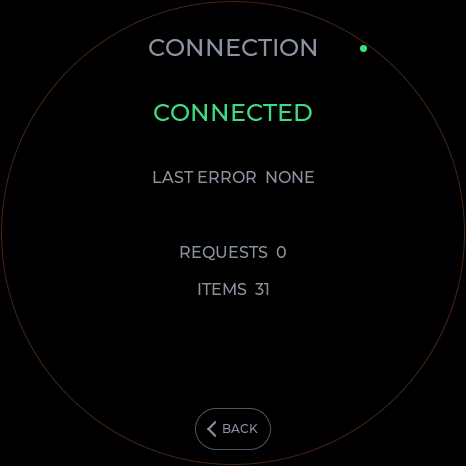 CONNECTION
CONNECTED
LAST ERROR NONE
REQUESTS 0
ITEMS 31
BACK